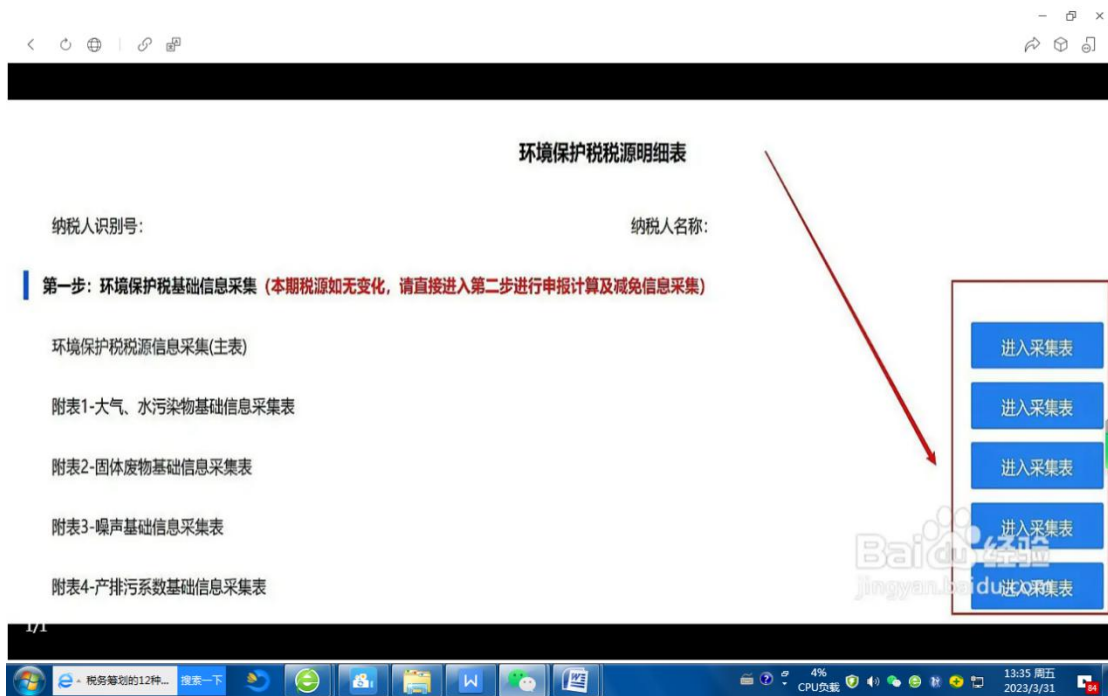 环境保护税税源明细表
纳税人识别号： 纳税人名称：
第一步：环境保护税基础信息采集（本期税源如无变化，请直接进入第二步进行申报计算及减免信息采集）
环境保护税税源信息采集(主表) 进入采集表
附表1-大气、水污染物基础信息采集表 进入采集表
附表2-固体废物基础信息采集表 进入采集表
附表3-噪声基础信息采集表 进入采集表
Baidu 经验
附表4-产排污系数基础信息采集表 进入采集表
jingyan.baidu.com
1/1
税务筹划的12种... 搜索一下 4% 13:35 周五
CPU负载 2023/3/31
64